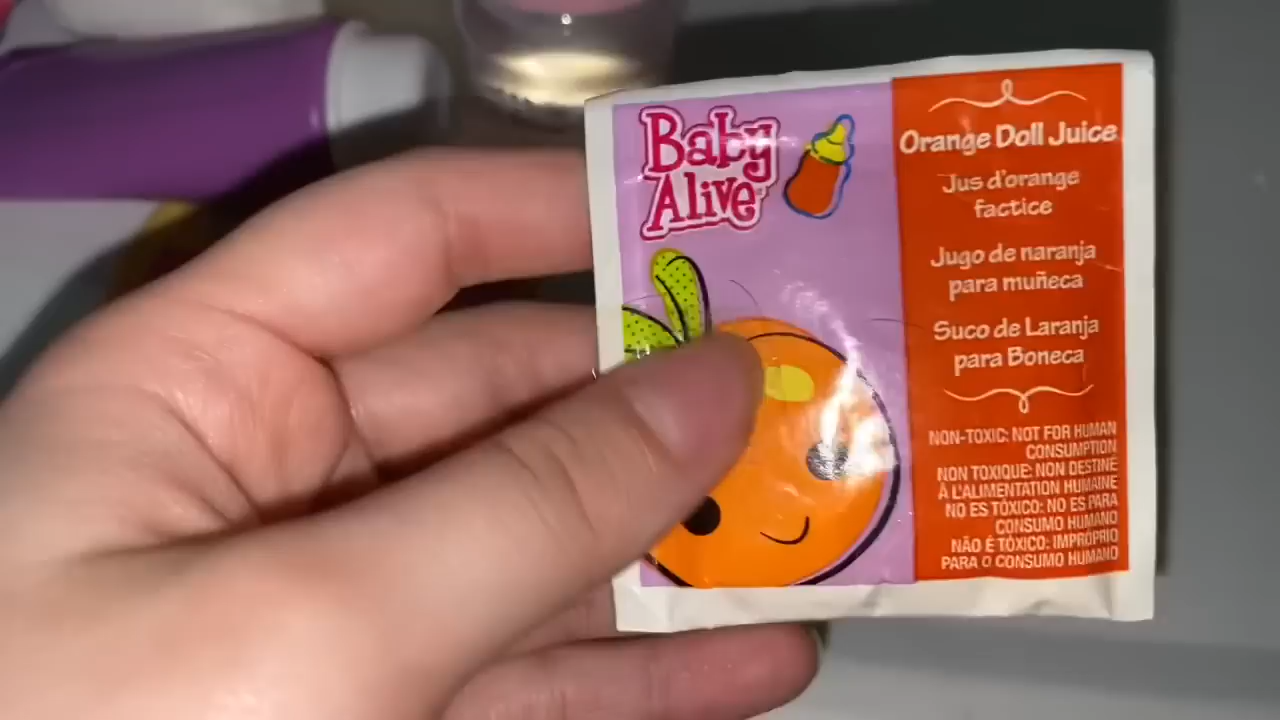 Baby
Alive
Orange Doll Juice
Jus d'orange
factice
Jugo de naranja
para muñeca
Suco de Laranja
para Boneca
NON-TOXIC: NOT FOR HUMAN
CONSUMPTION
NON TOXIQUE: NON DESTINÉ
À L'ALIMENTATION HUMAINE
NO ES TÓXICO: NO ES PARA
CONSUMO HUMANO
NÃO É TÓXICO: IMPRÓPRIO
PARA O CONSUMO HUMANO